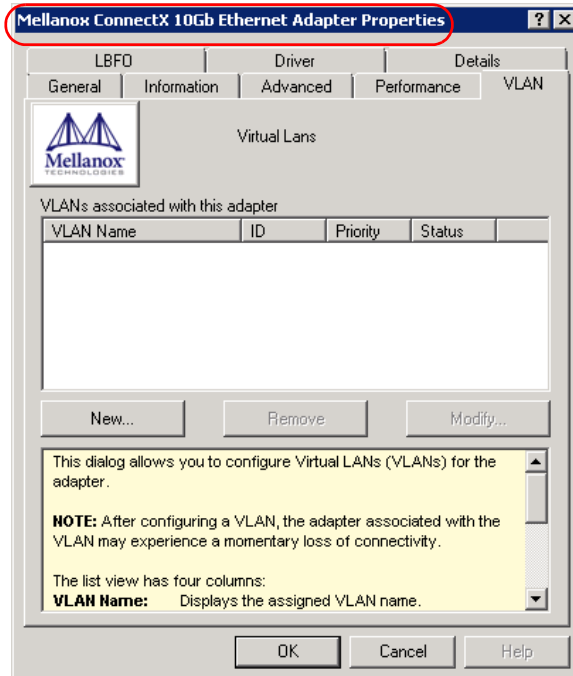 Mellanox ConnectX 10Gb Ethernet Adapter Properties
LBFO Driver Details
General Information Advanced Performance VLAN
Mellanox
TECHNOLOGIES
Virtual Lans
VLANs associated with this adapter
VLAN Name ID Priority Status
New... Remove Modify...
This dialog allows you to configure Virtual LANs (VLANs) for the
adapter.
NOTE: After configuring a VLAN, the adapter associated with the
VLAN may experience a momentary loss of connectivity.
The list view has four columns:
VLAN Name: Displays the assigned VLAN name.
OK Cancel Help